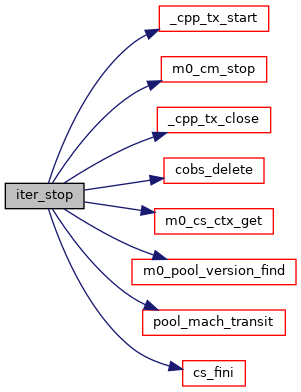 _cpp_tx_start
m0_cm_stop
_cpp_tx_close
cobs_delete
iter_stop
m0_cs_ctx_get
m0_pool_version_find
pool_mach_transit
cs_fini